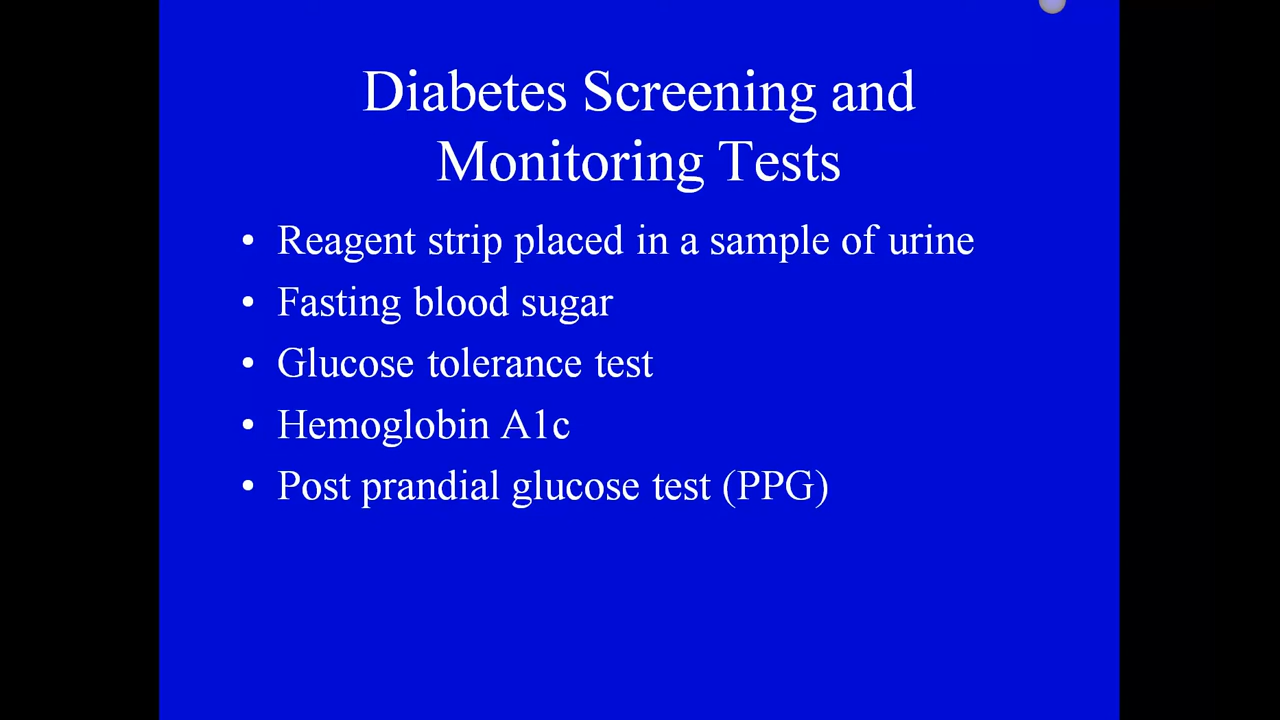 Diabetes Screening and
Monitoring Tests
• Reagent strip placed in a sample of urine
• Fasting blood sugar
• Glucose tolerance test
• Hemoglobin A1c
• Post prandial glucose test (PPG)